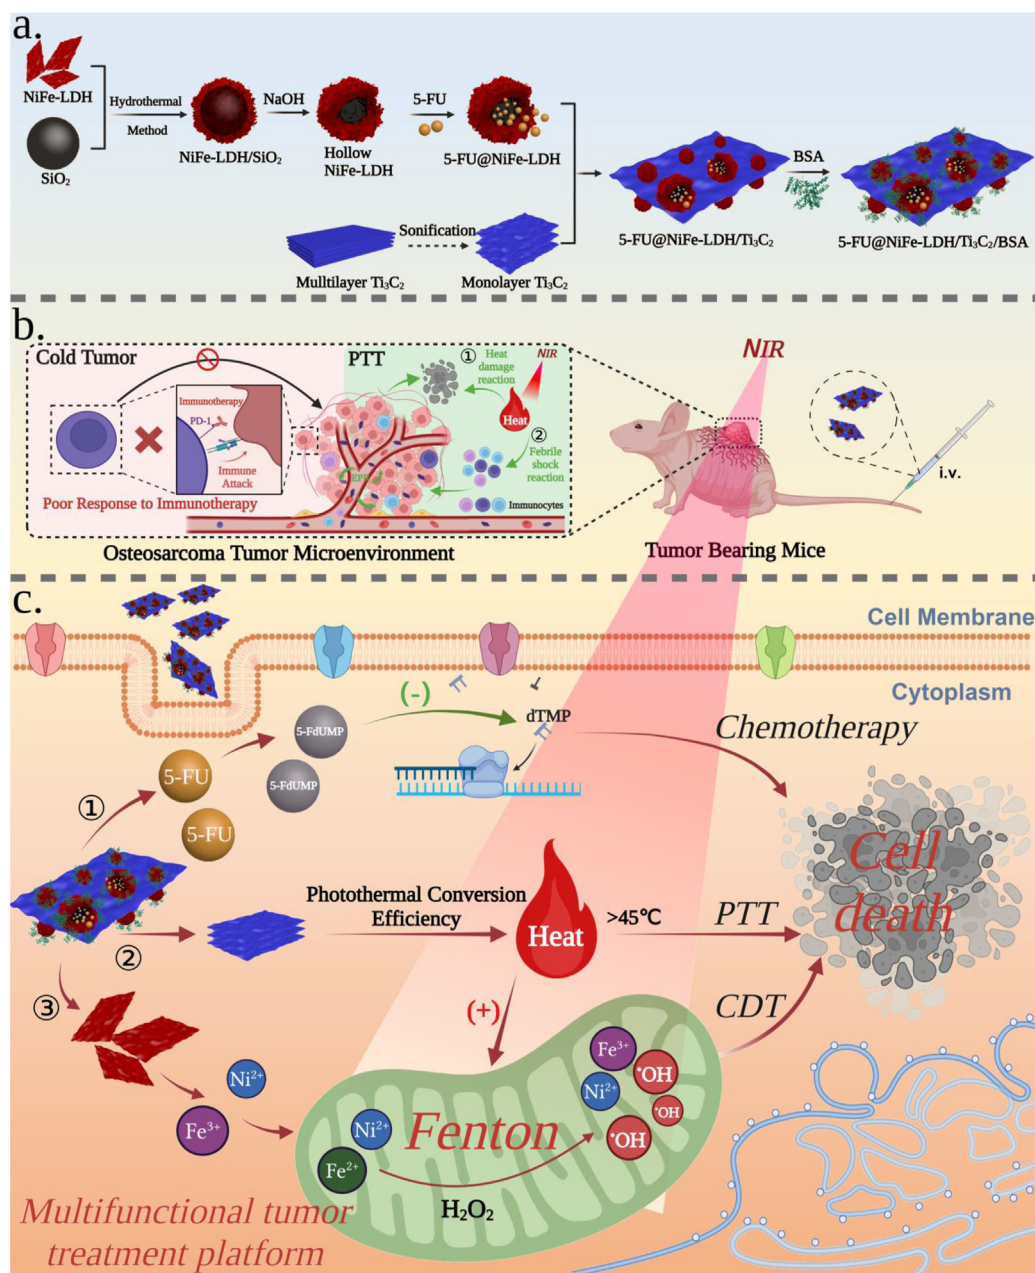 a.
NiFe-LDH
SiO₂
Hydrothermal
Method
NiFe-LDH/SiO₂
NaOH
Hollow
NiFe-LDH
5-FU
5-FU@NiFe-LDH
Sonification
Mulltilayer Ti₃C₂
Monolayer Ti₃C₂
5-FU@NiFe-LDH/Ti₃C₂
BSA
5-FU@NiFe-LDH/Ti₃C₂/BSA
b.
Cold Tumor
Immunotherapy
PD-1
Immune
Attack
Poor Response to Immunotherapy
PTT
①
Heat
damage
reaction
NIR
Heat
②
Febrile
shock
reaction
EPR
Immunocytes
Osteosarcoma Tumor Microenvironment
NIR
i.v.
Tumor Bearing Mice
c.
Cell Membrane
Cytoplasm
①
5-FU
5-FU
5-FdUMP
5-FdUMP
(-)
dTMP
Chemotherapy
②
Photothermal Conversion
Efficiency
Heat
>45℃
PTT
Cell
death
③
Ni²⁺
Fe³⁺
(+)
CDT
Ni²⁺
Fe²⁺
Fenton
H₂O₂
Fe³⁺
Ni²⁺
•OH
•OH
•OH
Multifunctional tumor
treatment platform